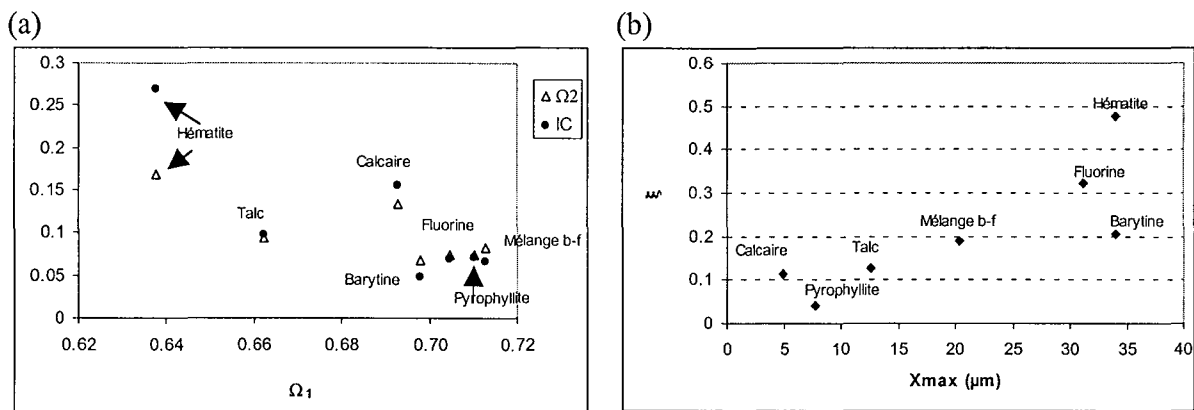 (a)
0.3
0.25
0.2
0.15
0.1
0.05
0
0.62
0.64
0.66
0.68
0.70
0.72
Ω1
Hématite
Talc
Calcaire
Fluorine
Mélange b-f
Barytine
Pyrophyllite
Ω2
IC
(b)
0.6
0.5
0.4
0.3
0.2
0.1
0
0
5
10
15
20
25
30
35
40
ξ
Xmax (µm)
Hématite
Fluorine
Barytine
Mélange b-f
Talc
Calcaire
Pyrophyllite